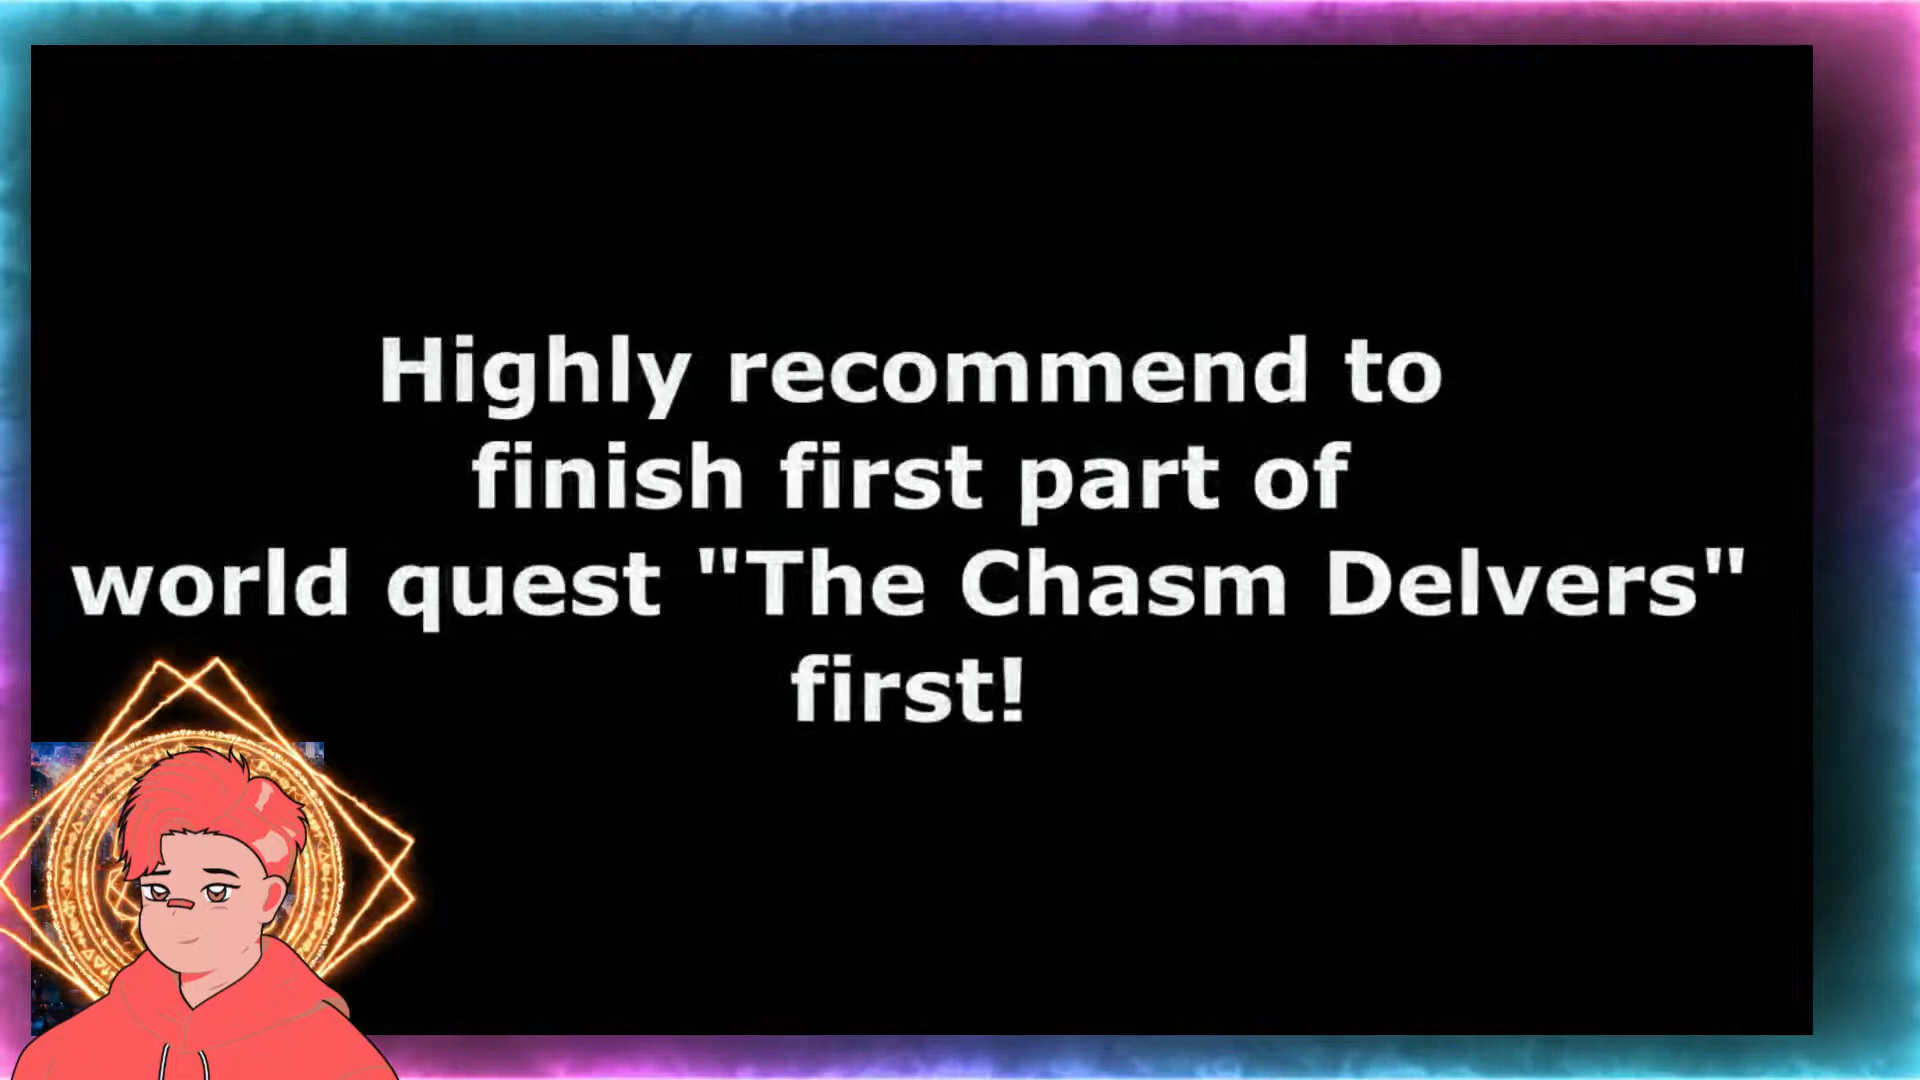 Highly recommend to
finish first part of
world quest "The Chasm Delvers"
first!